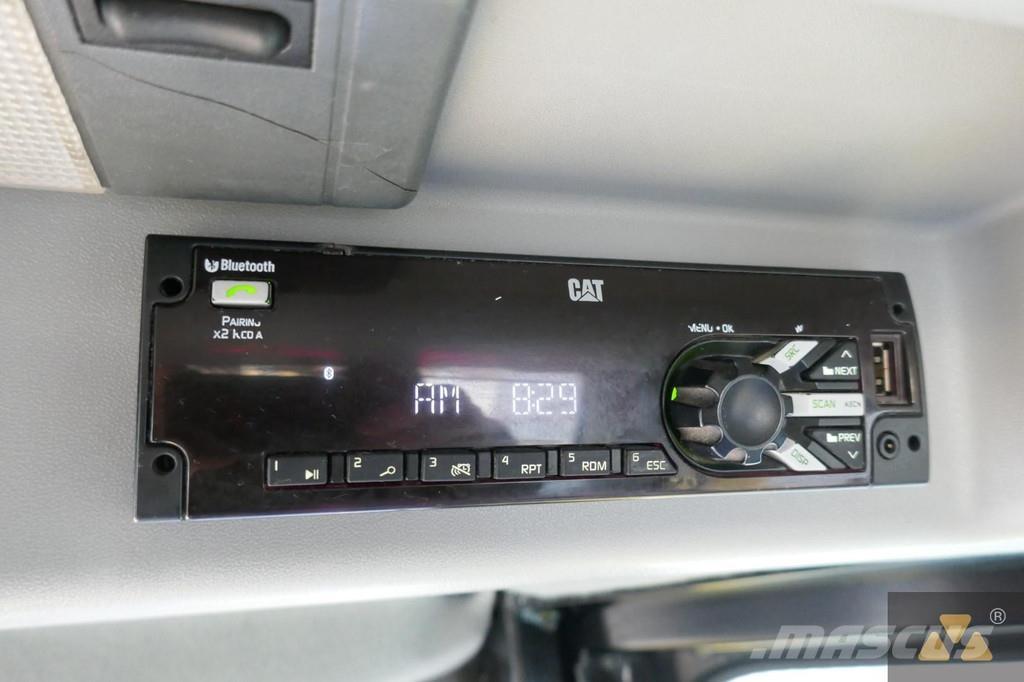 Bluetooth
CAT
PAIRING
MENU • OK
SRC
NEXT
AM 8:29
SCAN
1 2 3 4 RPT 5 RDM 6 ESC
PREV
DISP
MASCUS ®